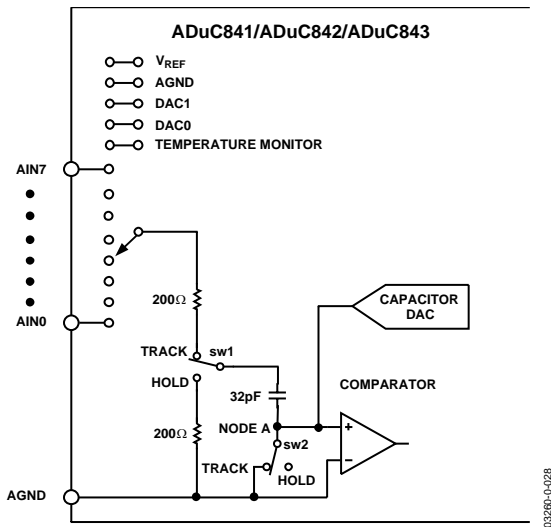 ADuC841/ADuC842/ADuC843
VREF
AGND
DAC1
DAC0
TEMPERATURE MONITOR
AIN7
200Ω
CAPACITOR
DAC
AIN0
TRACK sw1
HOLD
32pF
COMPARATOR
200Ω
NODE A
+
sw2
–
TRACK
HOLD
AGND
03260-0-028